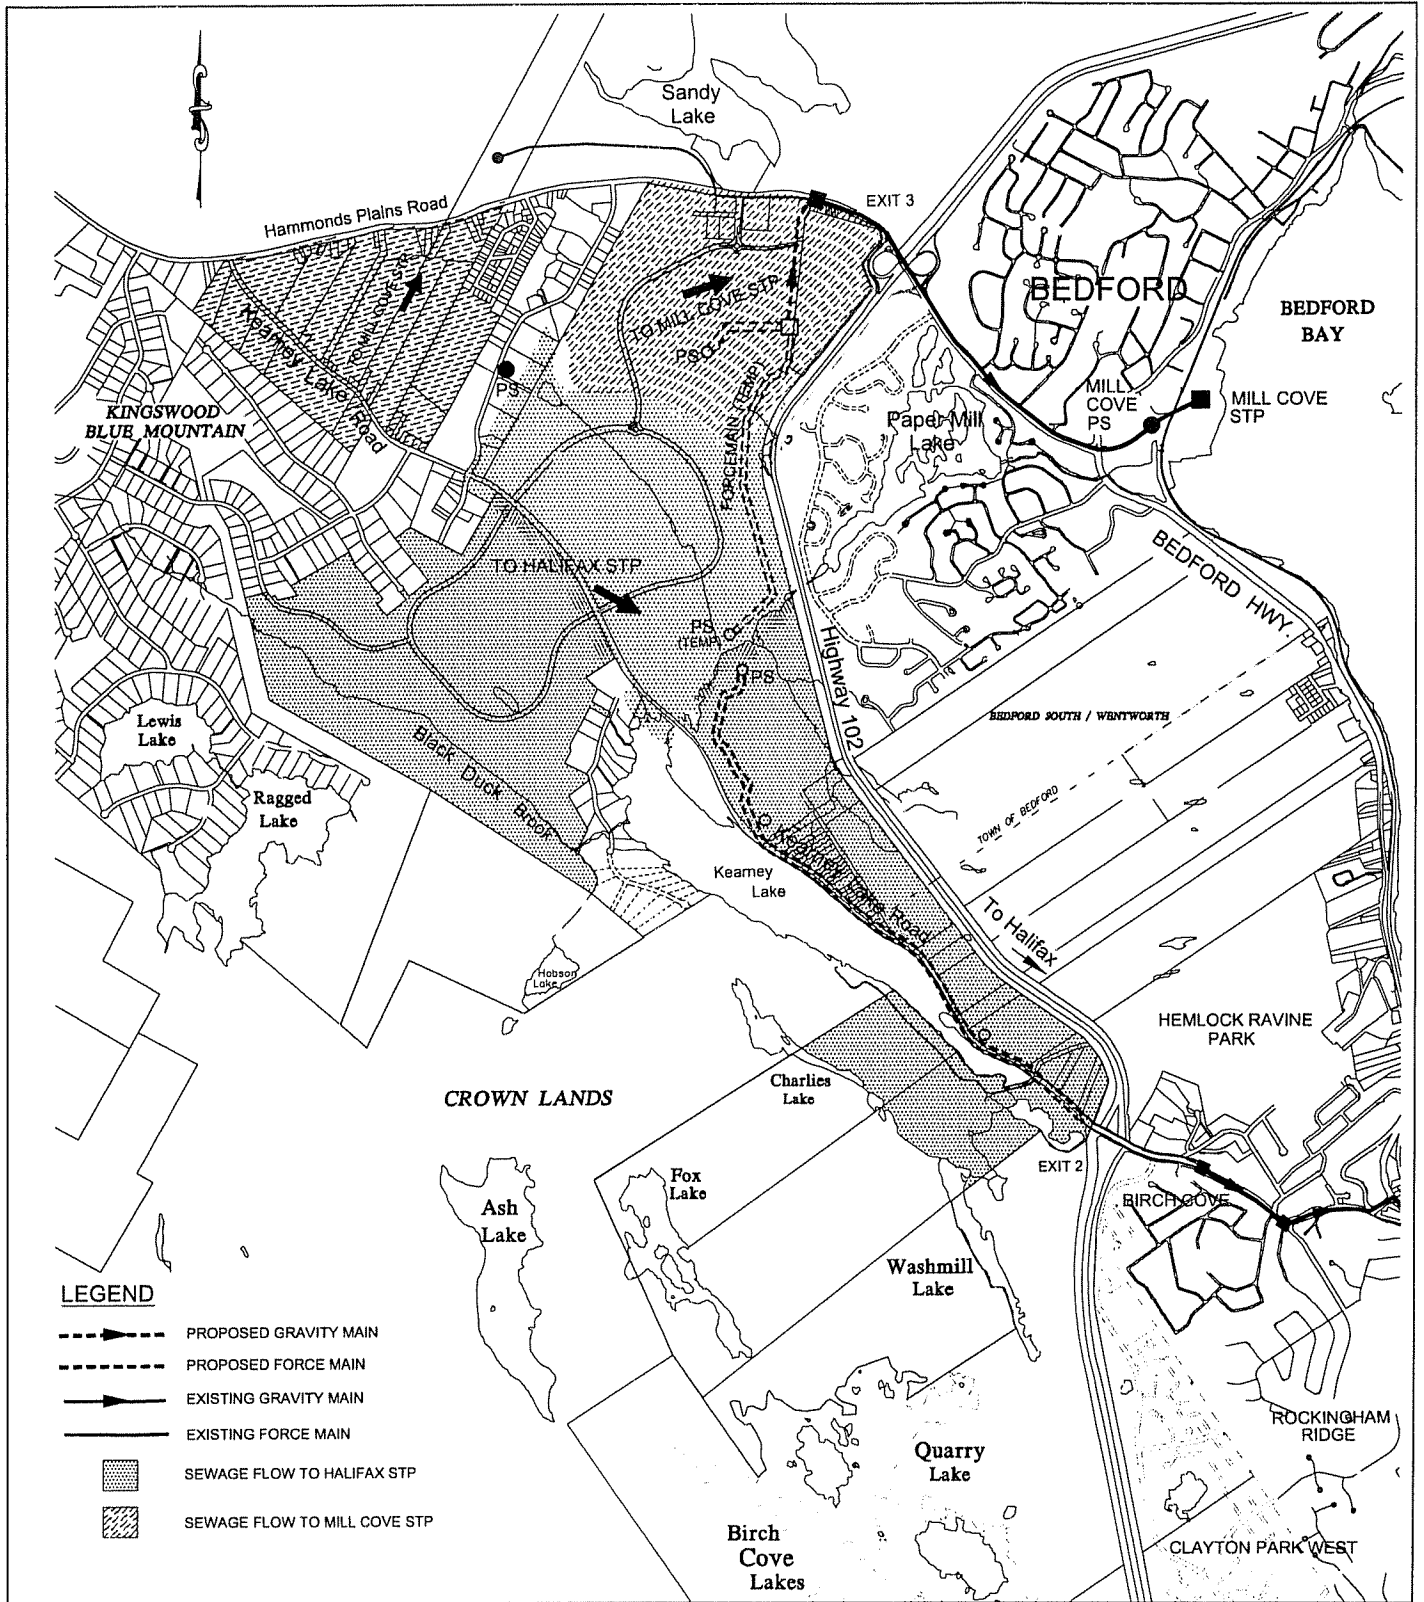 Sandy
Lake
EXIT 3
Hammonds Plains Road
BEDFORD
BEDFORD
BAY
TO MILL COVE STP
TO MILL COVE STP
PS
PS
Kearney Lake Road
KINGSWOOD
BLUE MOUNTAIN
FORCEMAIN (TEMP)
Paper Mill
Lake
MILL
COVE
PS
MILL COVE
STP
TO HALIFAX STP
BEDFORD HWY.
PS
(TEMP)
PS
Highway 102
BEDFORD SOUTH / WENTWORTH
TOWN OF BEDFORD
Lewis
Lake
Black Duck Brook
Ragged
Lake
Kearney
Lake
Kearney Lake Road
To Halifax
Hobson
Lake
HEMLOCK RAVINE
PARK
Charlies
Lake
CROWN LANDS
EXIT 2
Fox
Lake
Ash
Lake
BIRCH COVE
Washmill
Lake
LEGEND
PROPOSED GRAVITY MAIN
PROPOSED FORCE MAIN
EXISTING GRAVITY MAIN
EXISTING FORCE MAIN
SEWAGE FLOW TO HALIFAX STP
SEWAGE FLOW TO MILL COVE STP
ROCKINGHAM
RIDGE
Quarry
Lake
Birch
Cove
Lakes
CLAYTON PARK WEST